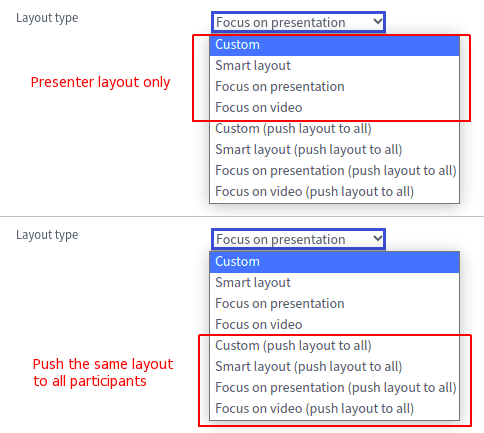 Layout type
Focus on presentation
Custom
Smart layout
Presenter layout only
Focus on presentation
Focus on video
Custom (push layout to all)
Smart layout (push layout to all)
Focus on presentation (push layout to all)
Focus on video (push layout to all)
Layout type
Focus on presentation
Custom
Smart layout
Focus on presentation
Focus on video
Custom (push layout to all)
Push the same layout
to all participants
Smart layout (push layout to all)
Focus on presentation (push layout to all)
Focus on video (push layout to all)